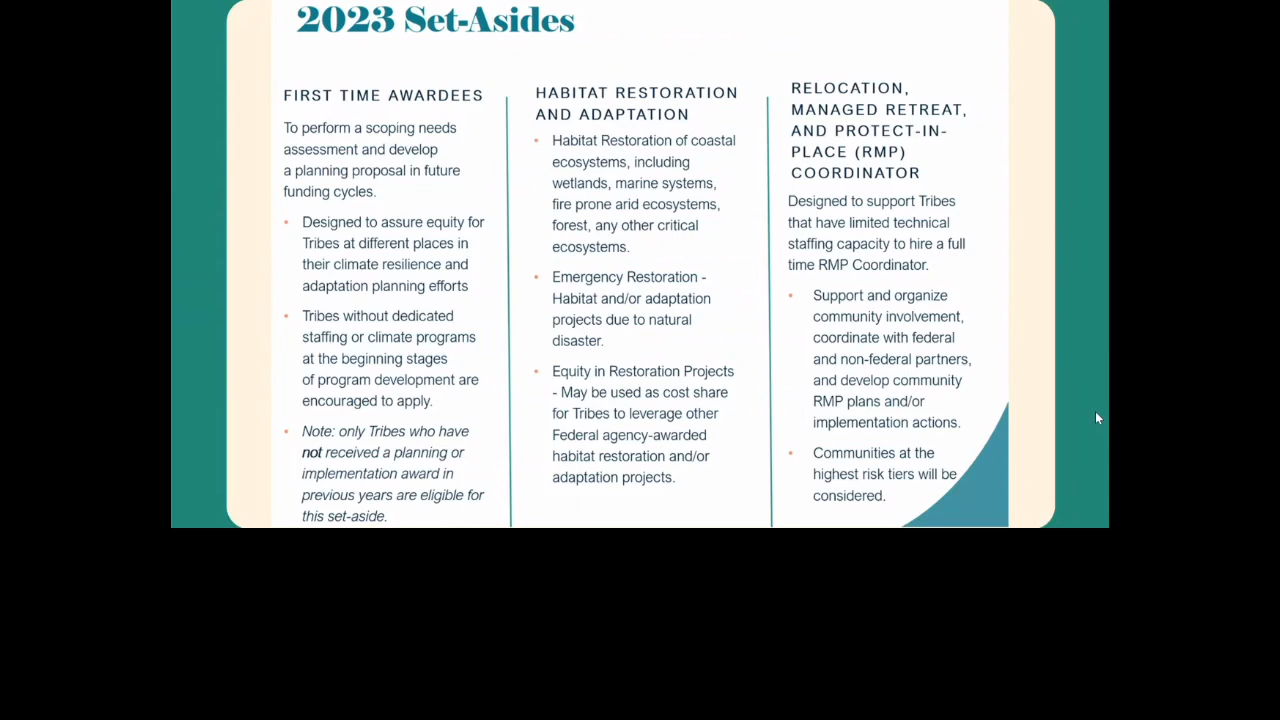 2023 Set-Asides
FIRST TIME AWARDEES
To perform a scoping needs
assessment and develop
a planning proposal in future
funding cycles.
• Designed to assure equity for
Tribes at different places in
their climate resilience and
adaptation planning efforts
• Tribes without dedicated
staffing or climate programs
at the beginning stages
of program development are
encouraged to apply.
• Note: only Tribes who have
not received a planning or
implementation award in
previous years are eligible for
this set-aside.
HABITAT RESTORATION
AND ADAPTATION
• Habitat Restoration of coastal
ecosystems, including
wetlands, marine systems,
fire prone arid ecosystems,
forest, any other critical
ecosystems.
• Emergency Restoration -
Habitat and/or adaptation
projects due to natural
disaster.
• Equity in Restoration Projects
- May be used as cost share
for Tribes to leverage other
Federal agency-awarded
habitat restoration and/or
adaptation projects.
RELOCATION,
MANAGED RETREAT,
AND PROTECT-IN-
PLACE (RMP)
COORDINATOR
Designed to support Tribes
that have limited technical
staffing capacity to hire a full
time RMP Coordinator.
• Support and organize
community involvement,
coordinate with federal
and non-federal partners,
and develop community
RMP plans and/or
implementation actions.
• Communities at the
highest risk tiers will be
considered.